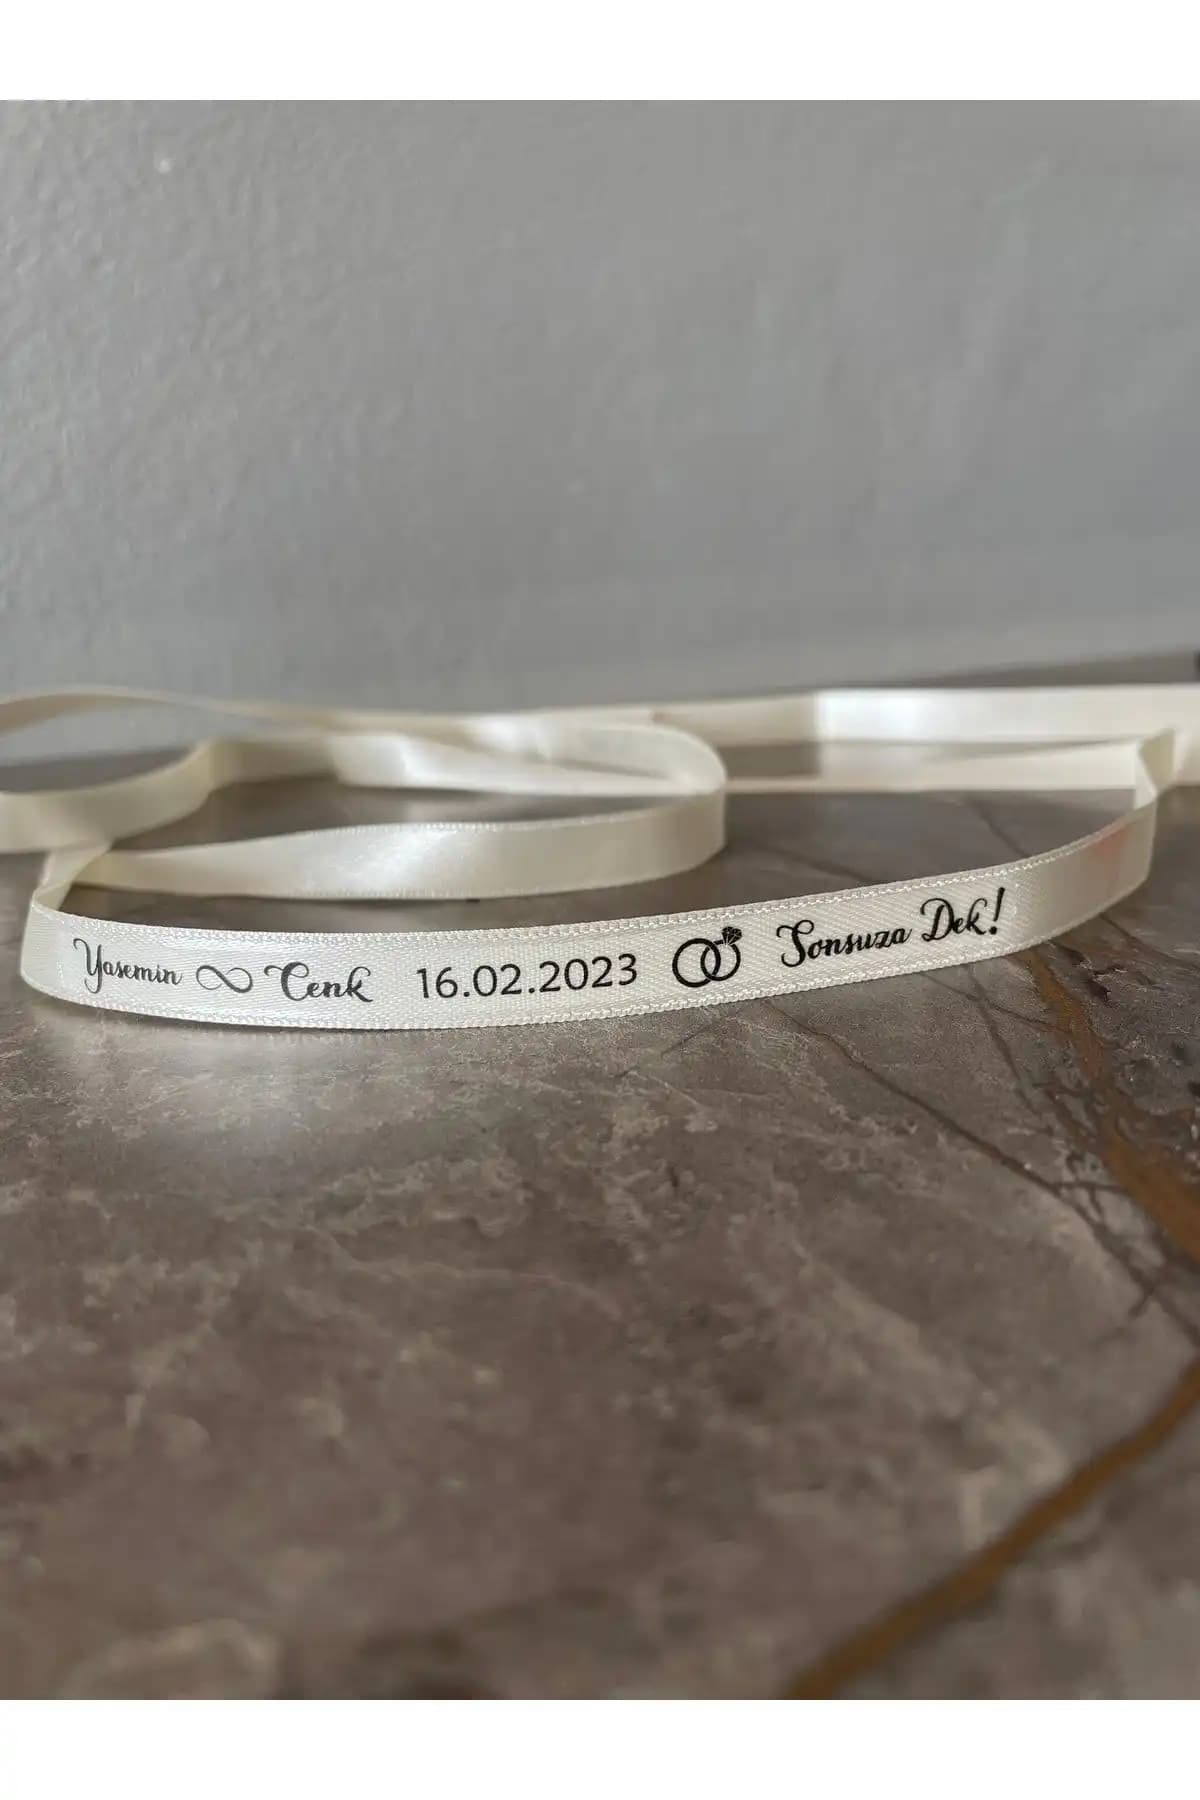 Yasemin ∞ Cenk 16.02.2023 Sonsuza Dek!